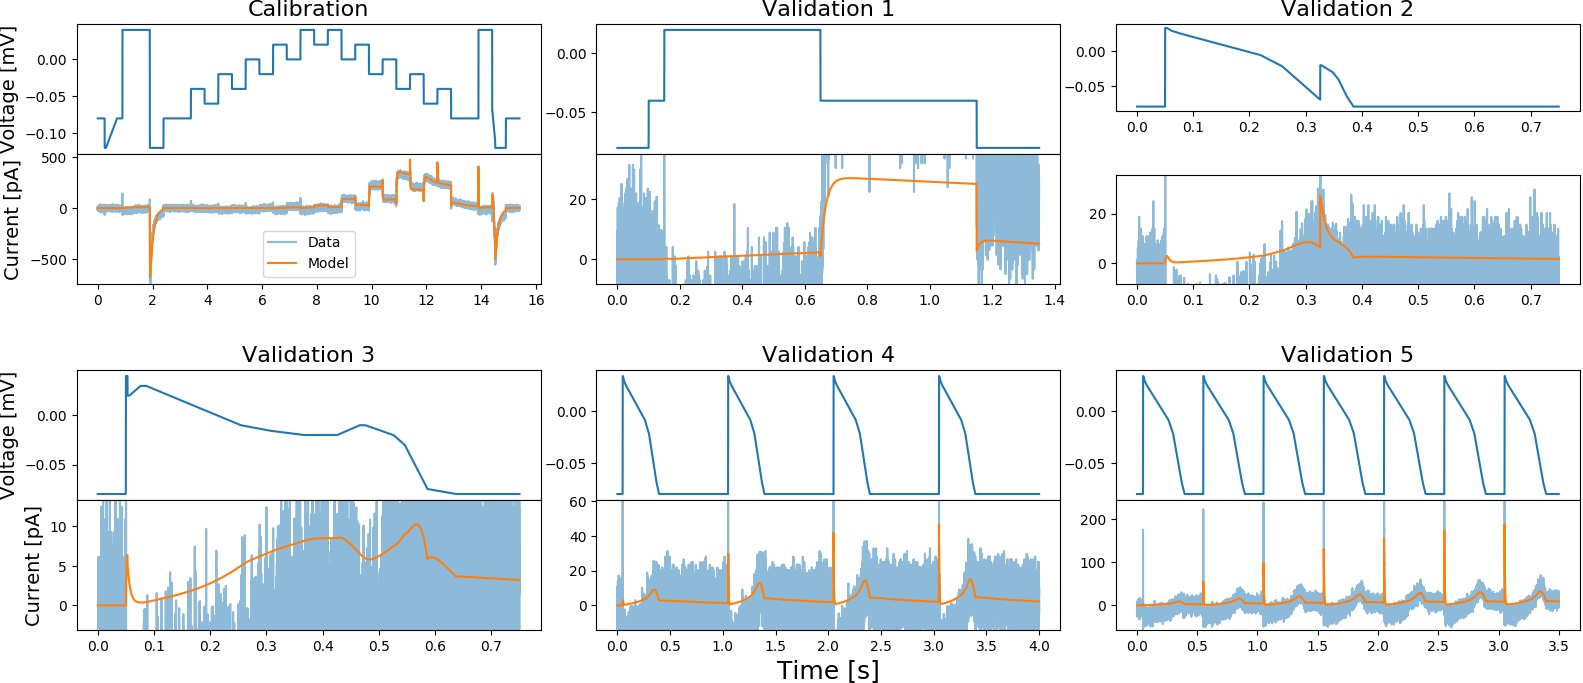 Calibration
Voltage [mV]
0.00
−0.05
−0.10
Current [pA]
500
0
−500
Data
Model
0 2 4 6 8 10 12 14 16
Validation 1
0.00
−0.05
20
0
0.0 0.2 0.4 0.6 0.8 1.0 1.2 1.4
Validation 2
0.00
−0.05
0.0 0.1 0.2 0.3 0.4 0.5 0.6 0.7
20
0
0.0 0.1 0.2 0.3 0.4 0.5 0.6 0.7
Validation 3
Voltage [mV]
0.00
−0.05
Current [pA]
10
5
0
0.0 0.1 0.2 0.3 0.4 0.5 0.6 0.7
Validation 4
0.00
−0.05
60
40
20
0
0.0 0.5 1.0 1.5 2.0 2.5 3.0 3.5 4.0
Validation 5
0.00
−0.05
200
100
0
0.0 0.5 1.0 1.5 2.0 2.5 3.0 3.5
Time [s]